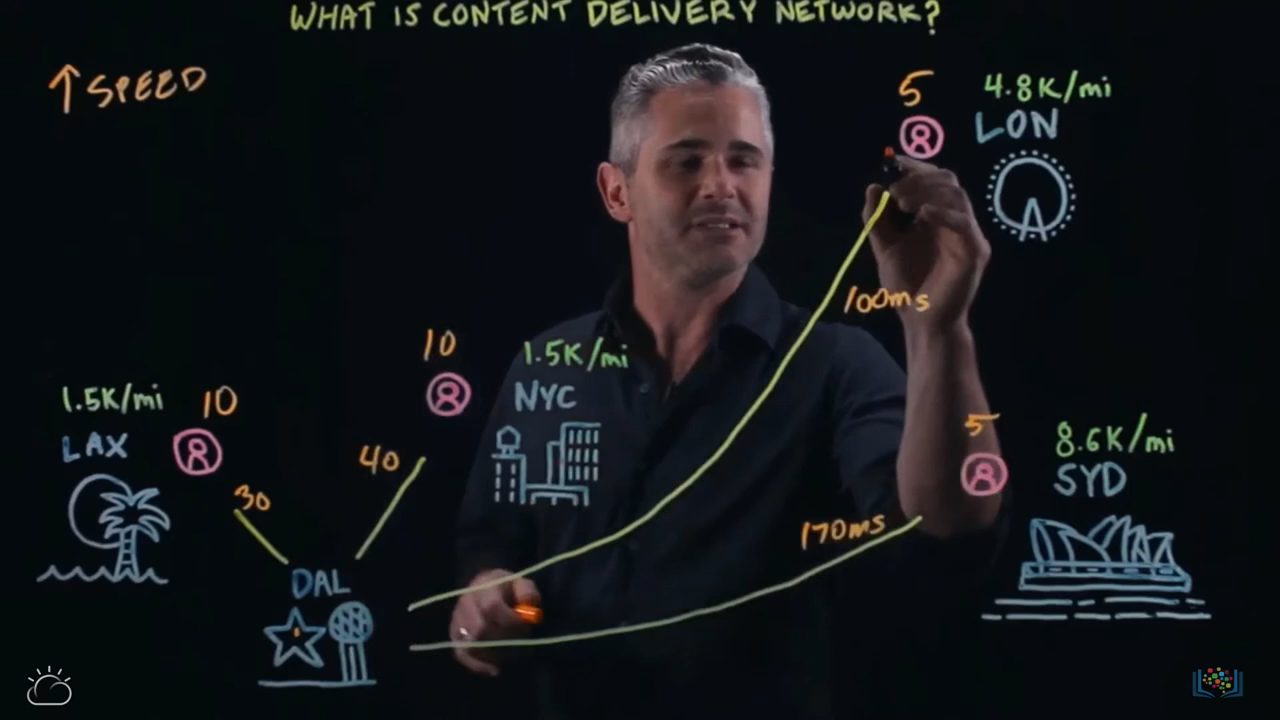 WHAT IS CONTENT DELIVERY NETWORK?
↑ SPEED
5
4.8K/mi
LON
100ms
10
1.5K/mi
NYC
1.5K/mi
10
LAX
40
30
5
8.6K/mi
SYD
170ms
DAL